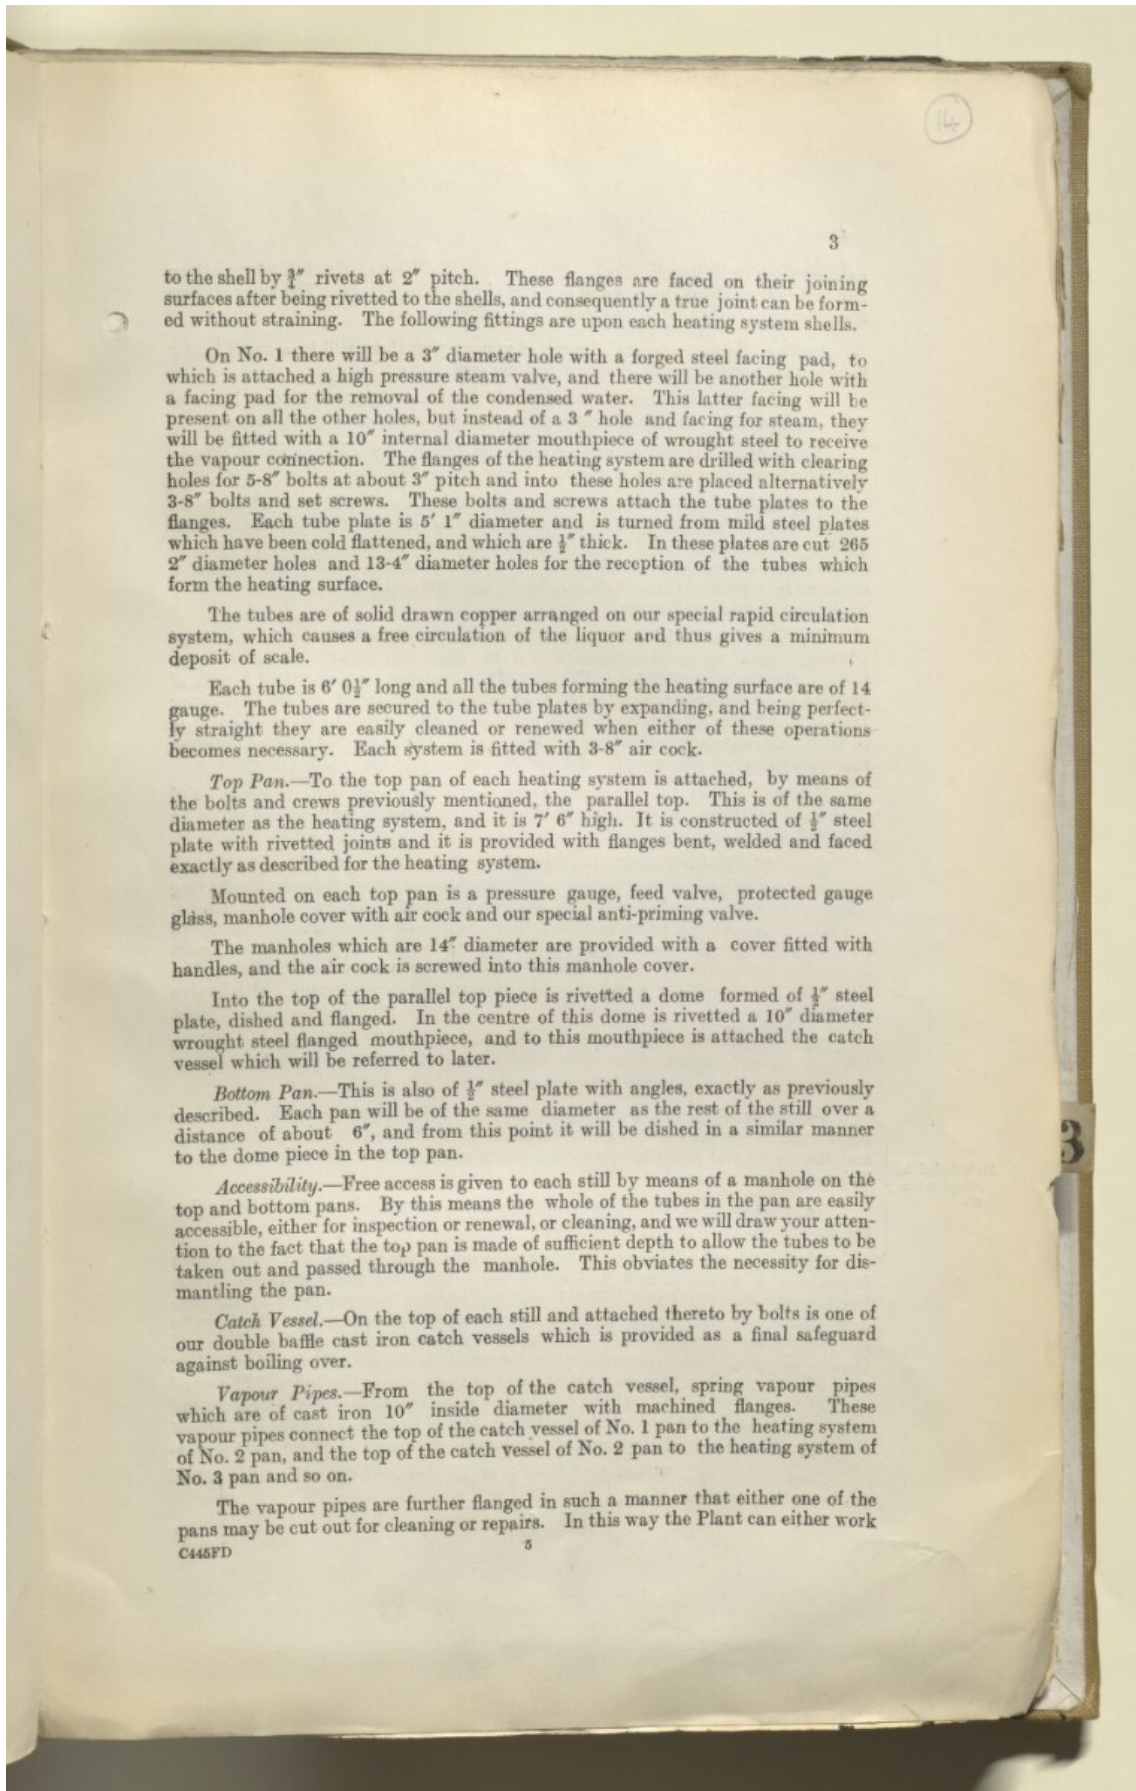 3
to the shell by ¾″ rivets at 2″ pitch. These flanges are faced on their joining
surfaces after being rivetted to the shells, and consequently a true joint can be form-
ed without straining. The following fittings are upon each heating system shells.
On No. 1 there will be a 3″ diameter hole with a forged steel facing pad, to
which is attached a high pressure steam valve, and there will be another hole with
a facing pad for the removal of the condensed water. This latter facing will be
present on all the other holes, but instead of a 3 ″ hole and facing for steam, they
will be fitted with a 10″ internal diameter mouthpiece of wrought steel to receive
the vapour connection. The flanges of the heating system are drilled with clearing
holes for 5-8″ bolts at about 3″ pitch and into these holes are placed alternatively
3-8″ bolts and set screws. These bolts and screws attach the tube plates to the
flanges. Each tube plate is 5′ 1″ diameter and is turned from mild steel plates
which have been cold flattened, and which are ½″ thick. In these plates are cut 265
2″ diameter holes and 13-4″ diameter holes for the reception of the tubes which
form the heating surface.
The tubes are of solid drawn copper arranged on our special rapid circulation
system, which causes a free circulation of the liquor and thus gives a minimum
deposit of scale.
Each tube is 6′ 0½″ long and all the tubes forming the heating surface are of 14
gauge. The tubes are secured to the tube plates by expanding, and being perfect-
ly straight they are easily cleaned or renewed when either of these operations
becomes necessary. Each system is fitted with 3-8″ air cock.
Top Pan.—To the top pan of each heating system is attached, by means of
the bolts and crews previously mentioned, the parallel top. This is of the same
diameter as the heating system, and it is 7′ 6″ high. It is constructed of ½″ steel
plate with rivetted joints and it is provided with flanges bent, welded and faced
exactly as described for the heating system.
Mounted on each top pan is a pressure gauge, feed valve, protected gauge
glass, manhole cover with air cock and our special anti-priming valve.
The manholes which are 14″ diameter are provided with a cover fitted with
handles, and the air cock is screwed into this manhole cover.
Into the top of the parallel top piece is rivetted a dome formed of ½″ steel
plate, dished and flanged. In the centre of this dome is rivetted a 10″ diameter
wrought steel flanged mouthpiece, and to this mouthpiece is attached the catch
vessel which will be referred to later.
Bottom Pan.—This is also of ½″ steel plate with angles, exactly as previously
described. Each pan will be of the same diameter as the rest of the still over a
distance of about 6″, and from this point it will be dished in a similar manner
to the dome piece in the top pan.
Accessibility.—Free access is given to each still by means of a manhole on the
top and bottom pans. By this means the whole of the tubes in the pan are easily
accessible, either for inspection or renewal, or cleaning, and we will draw your atten-
tion to the fact that the top pan is made of sufficient depth to allow the tubes to be
taken out and passed through the manhole. This obviates the necessity for dis-
mantling the pan.
Catch Vessel.—On the top of each still and attached thereto by bolts is one of
our double baffle cast iron catch vessels which is provided as a final safeguard
against boiling over.
Vapour Pipes.—From the top of the catch vessel, spring vapour pipes
which are of cast iron 10″ inside diameter with machined flanges. These
vapour pipes connect the top of the catch vessel of No. 1 pan to the heating system
of No. 2 pan, and the top of the catch vessel of No. 2 pan to the heating system of
No. 3 pan and so on.
The vapour pipes are further flanged in such a manner that either one of the
pans may be cut out for cleaning or repairs. In this way the Plant can either work
C445FD 5
3